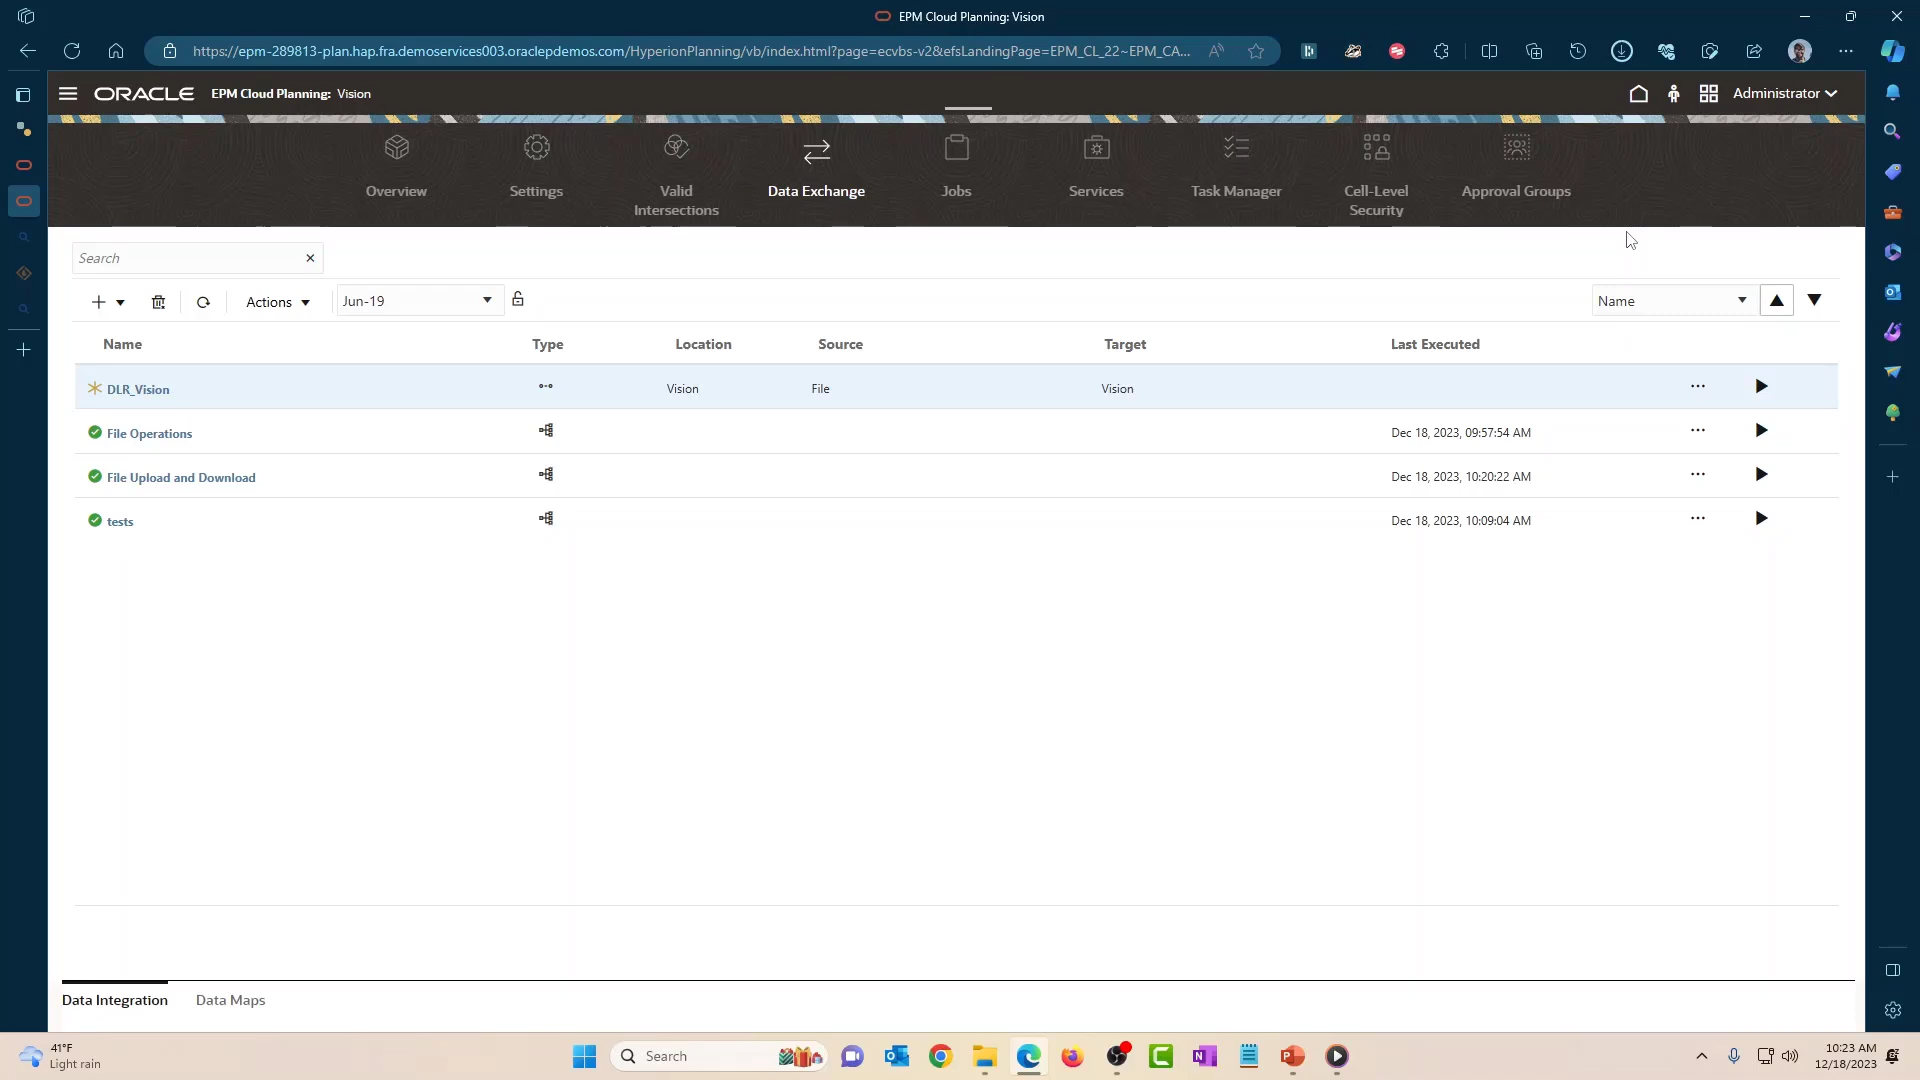 EPM Cloud Planning: Vision
https://epm-289813-plan.hap.fra.demoservices003.oraclepdemos.com/HyperionPlanning/vb/index.html?page=ecvbs-v2&efsLandingPage=EPM_CL_22~EPM_CA...
ORACLE EPM Cloud Planning: Vision Administrator
Overview Settings Valid Intersections Data Exchange Jobs Services Task Manager Cell-Level Security Approval Groups
Search
Actions Jun-19 Name
Name Type Location Source Target Last Executed
DLR_Vision Vision File Vision
File Operations Dec 18, 2023, 09:57:54 AM
File Upload and Download Dec 18, 2023, 10:20:22 AM
tests Dec 18, 2023, 10:09:04 AM
Data Integration Data Maps
41°F
Light rain
Search
10:23 AM
12/18/2023